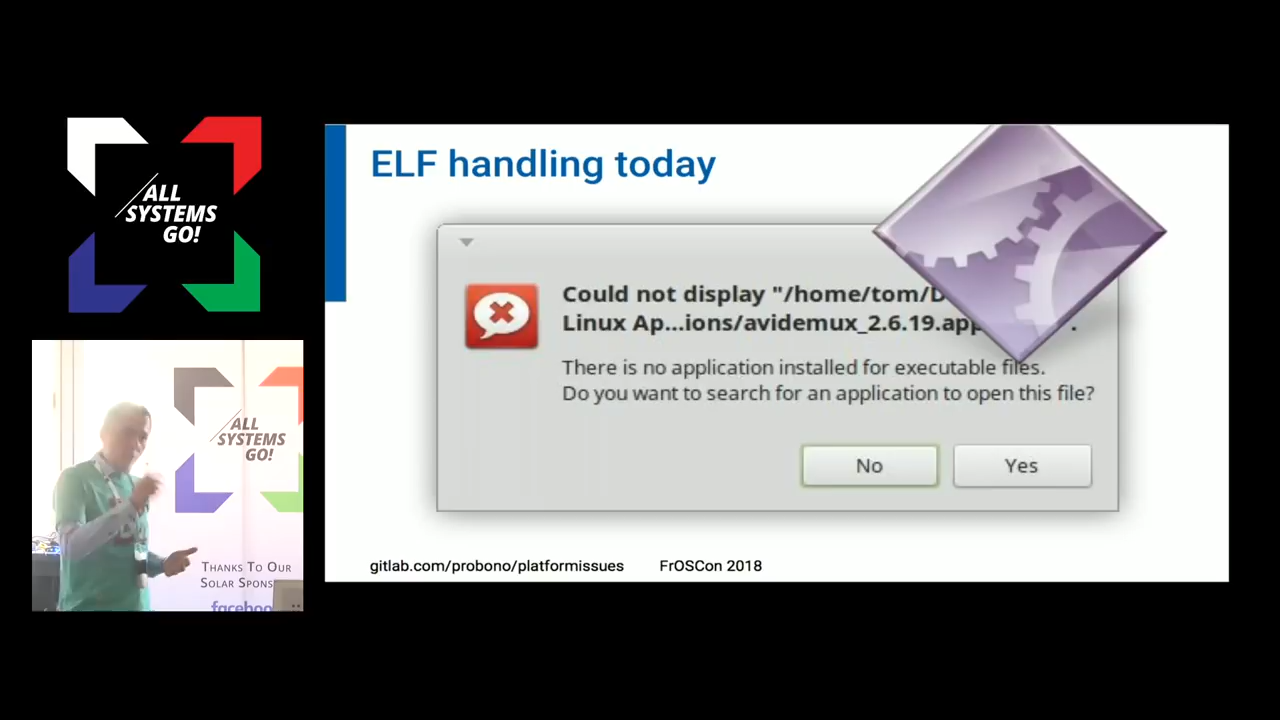 ALL
SYSTEMS
GO!
ELF handling today
Could not display "/home/tom/D
Linux Ap...ions/avidemux_2.6.19.app .
There is no application installed for executable files.
Do you want to search for an application to open this file?
No
Yes
gitlab.com/probono/platformissues
FrOSCon 2018
ALL
SYSTEMS
GO!
THANKS TO OUR
SOLAR SPONS
faceboo